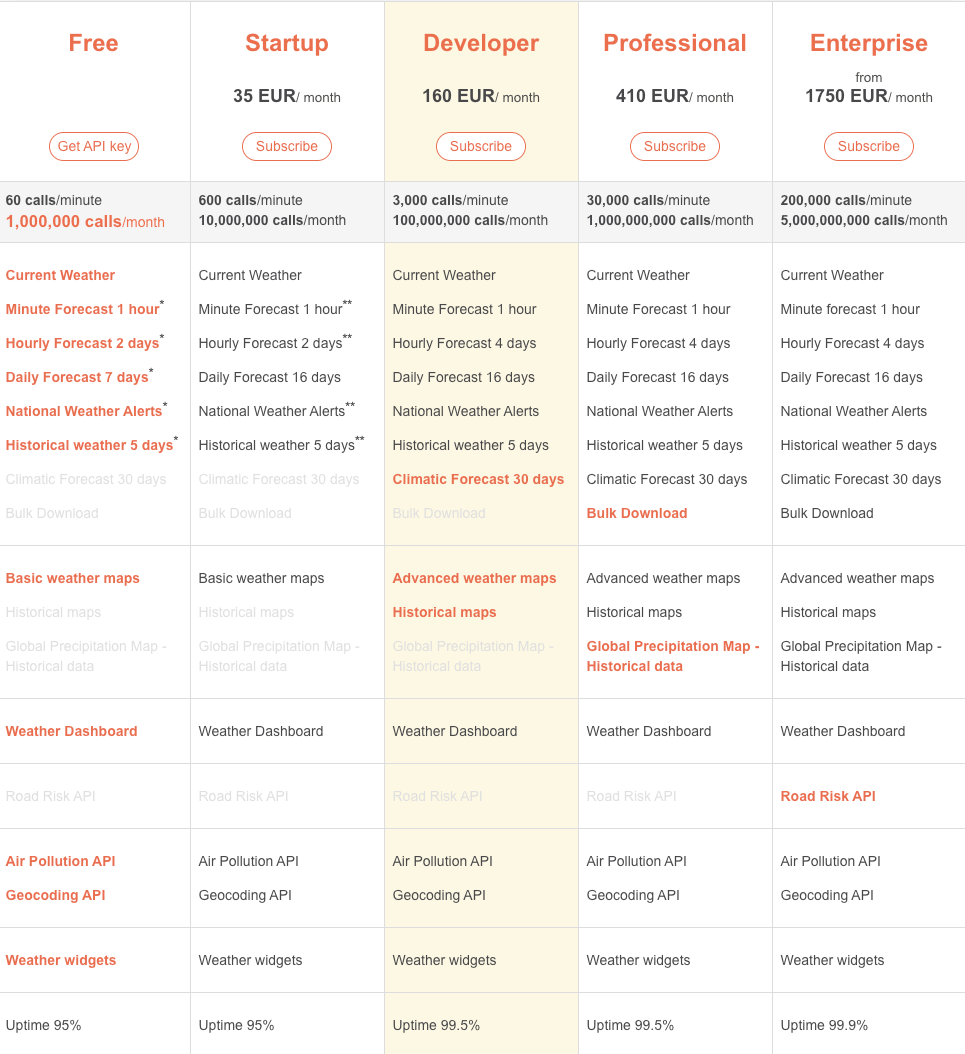 Free
Startup
Developer
Professional
Enterprise
from
35 EUR/ month
160 EUR/ month
410 EUR/ month
1750 EUR/ month
Get API key
Subscribe
Subscribe
Subscribe
Subscribe
60 calls/minute
1,000,000 calls/month
600 calls/minute
10,000,000 calls/month
3,000 calls/minute
100,000,000 calls/month
30,000 calls/minute
1,000,000,000 calls/month
200,000 calls/minute
5,000,000,000 calls/month
Current Weather
Minute Forecast 1 hour*
Hourly Forecast 2 days*
Daily Forecast 7 days*
National Weather Alerts*
Historical weather 5 days*
Climatic Forecast 30 days
Bulk Download
Current Weather
Minute Forecast 1 hour**
Hourly Forecast 2 days**
Daily Forecast 16 days
National Weather Alerts**
Historical weather 5 days**
Climatic Forecast 30 days
Bulk Download
Current Weather
Minute Forecast 1 hour
Hourly Forecast 4 days
Daily Forecast 16 days
National Weather Alerts
Historical weather 5 days
Climatic Forecast 30 days
Bulk Download
Current Weather
Minute Forecast 1 hour
Hourly Forecast 4 days
Daily Forecast 16 days
National Weather Alerts
Historical weather 5 days
Climatic Forecast 30 days
Bulk Download
Current Weather
Minute forecast 1 hour
Hourly Forecast 4 days
Daily Forecast 16 days
National Weather Alerts
Historical weather 5 days
Climatic Forecast 30 days
Bulk Download
Basic weather maps
Historical maps
Global Precipitation Map -
Historical data
Basic weather maps
Historical maps
Global Precipitation Map -
Historical data
Advanced weather maps
Historical maps
Global Precipitation Map -
Historical data
Advanced weather maps
Historical maps
Global Precipitation Map -
Historical data
Advanced weather maps
Historical maps
Global Precipitation Map -
Historical data
Weather Dashboard
Weather Dashboard
Weather Dashboard
Weather Dashboard
Weather Dashboard
Road Risk API
Road Risk API
Road Risk API
Road Risk API
Road Risk API
Air Pollution API
Geocoding API
Air Pollution API
Geocoding API
Air Pollution API
Geocoding API
Air Pollution API
Geocoding API
Air Pollution API
Geocoding API
Weather widgets
Weather widgets
Weather widgets
Weather widgets
Weather widgets
Uptime 95%
Uptime 95%
Uptime 99.5%
Uptime 99.5%
Uptime 99.9%